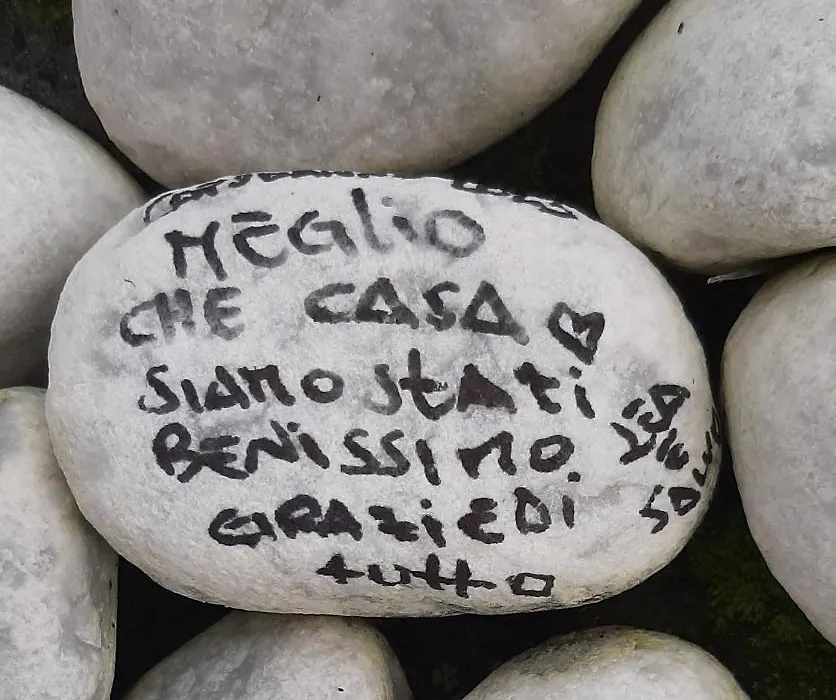 MEGliO
CHE CASA
SIAMO StATi
BENiSSIMO
GRAZiE Di
tuttO